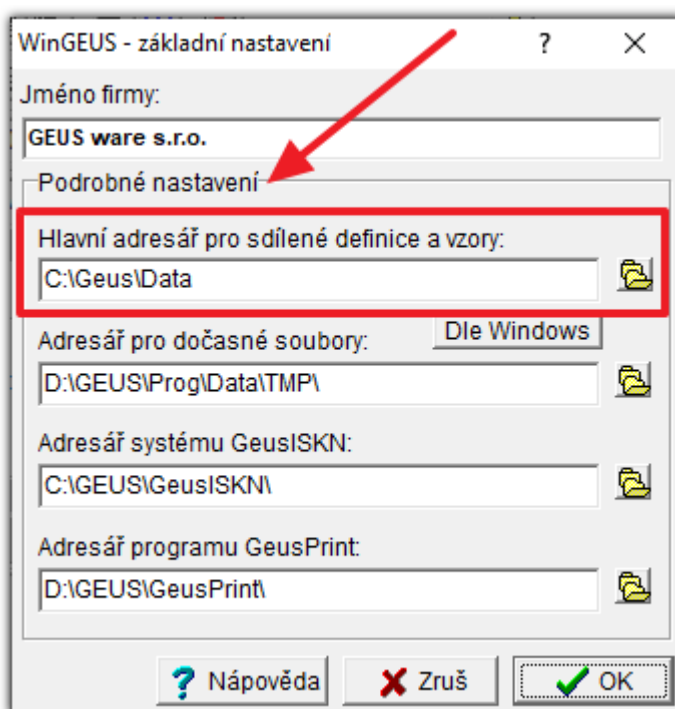 WinGEUS - základní nastavení ?
Jméno firmy:
GEUS ware s.r.o.
Podrobné nastavení
Hlavní adresář pro sdílené definice a vzory:
C:\Geus\Data
Dle Windows
Adresář pro dočasné soubory:
D:\GEUS\Prog\Data\TMP\
Adresář systému GeusISKN:
C:\GEUS\GeusISKN\
Adresář programu GeusPrint:
D:\GEUS\GeusPrint\
? Nápověda
Zruš
OK